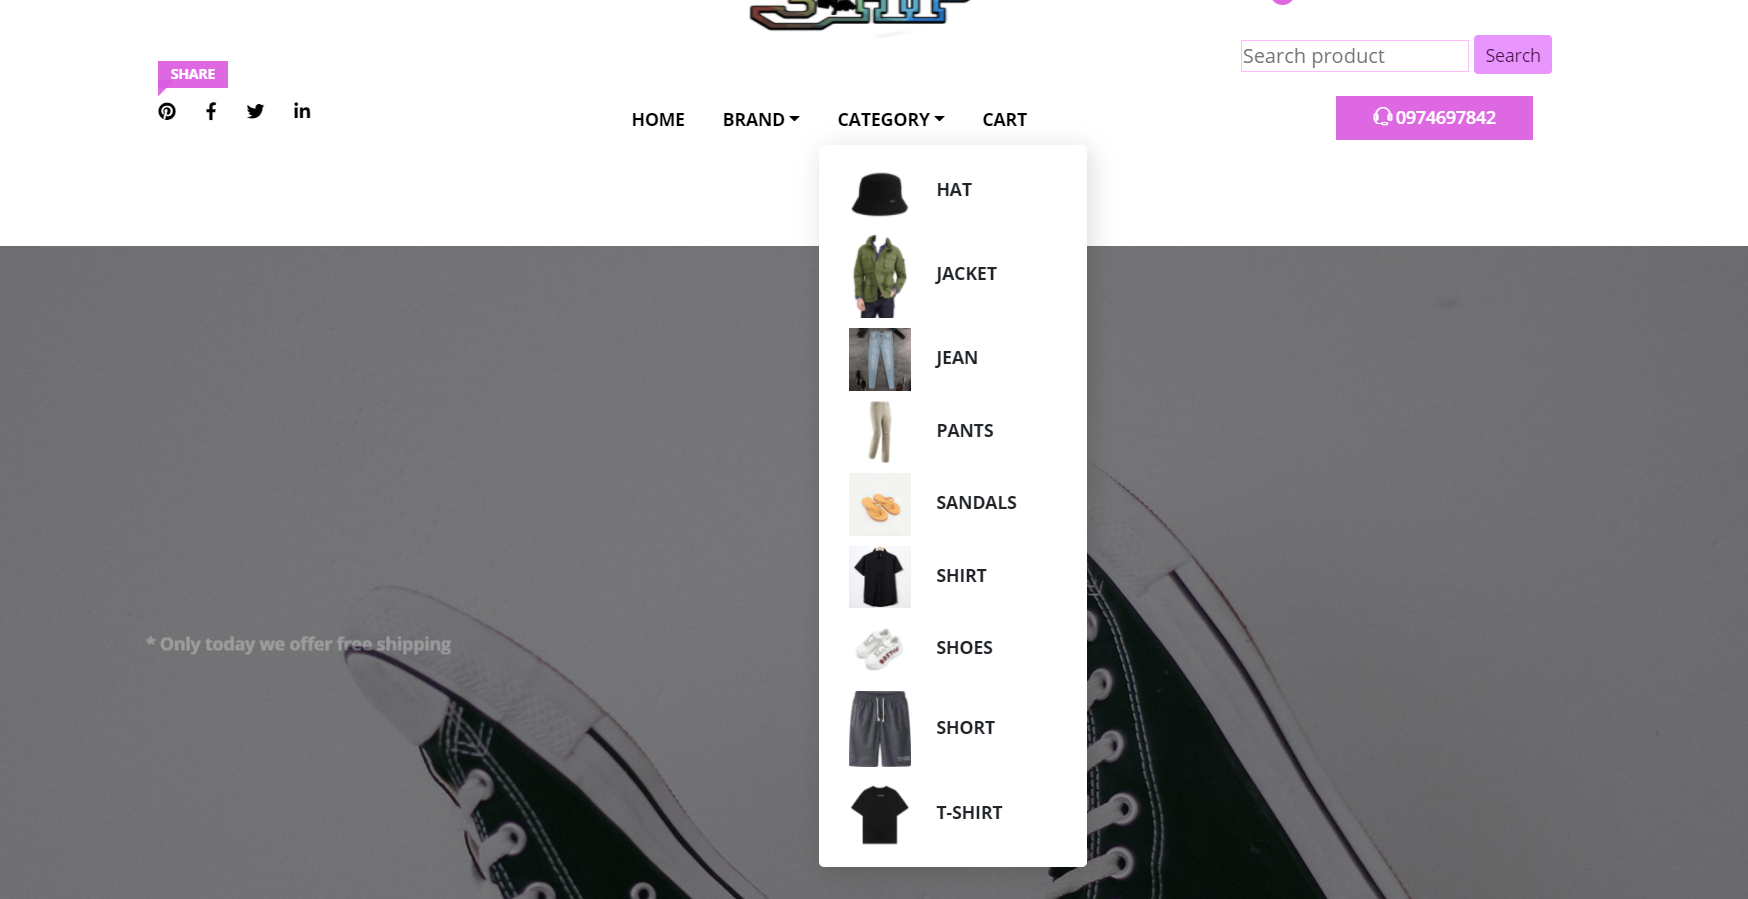 Search product
Search
SHARE
HOME
BRAND
CATEGORY
CART
0974697842
HAT
JACKET
JEAN
PANTS
SANDALS
SHIRT
SHOES
SHORT
T-SHIRT
* Only today we offer free shipping